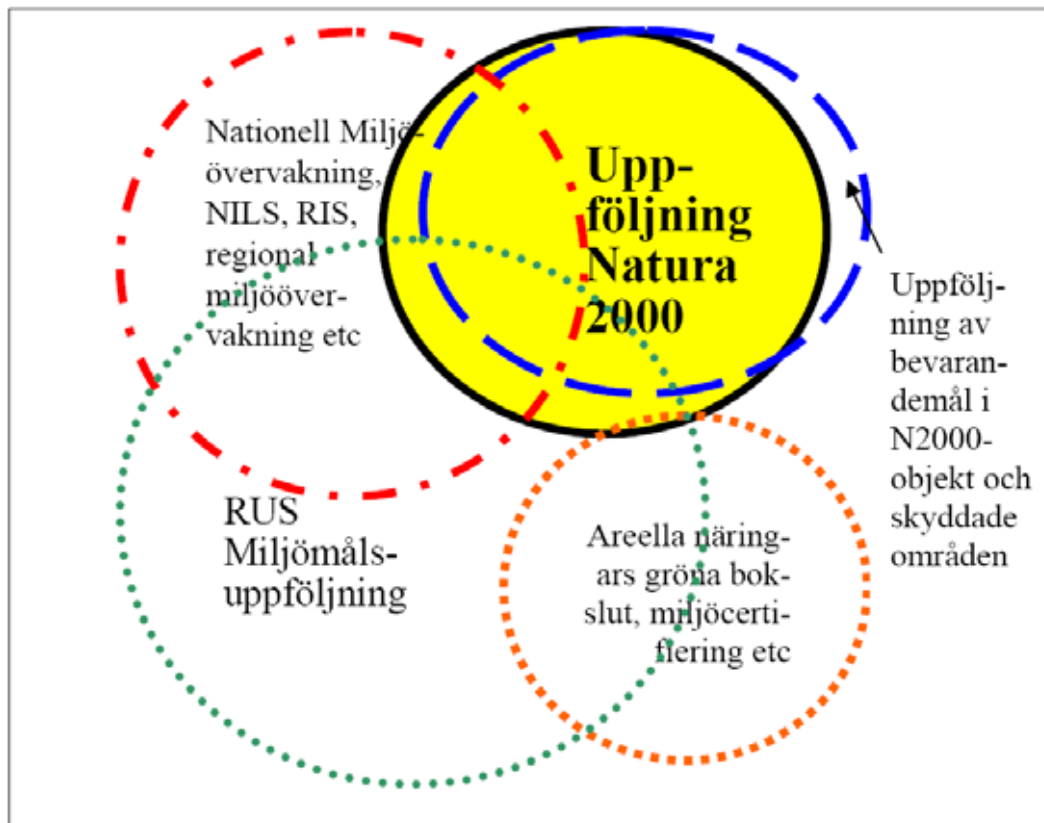 Nationell Miljö-
övervakning,
NILS, RIS,
regional
miljööver-
vakning etc
Upp-
följning
Natura
2000
Uppfölj-
ning av
bevaran-
demål i
N2000-
objekt och
skyddade
områden
RUS
Miljömåls-
uppföljning
Areella näring-
ars gröna bok-
slut, miljöcerti-
fiering etc